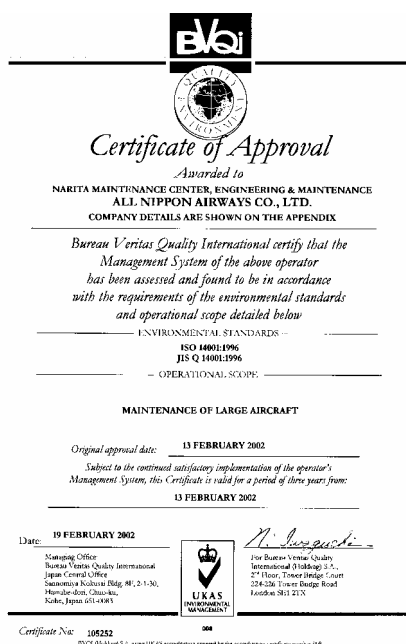 BVQi
QUALITY
ENVIRONMENT
Certificate of Approval
Awarded to
NARITA MAINTENANCE CENTER, ENGINEERING & MAINTENANCE
ALL NIPPON AIRWAYS CO., LTD.
COMPANY DETAILS ARE SHOWN ON THE APPENDIX
Bureau Veritas Quality International certify that the
Management System of the above operator
has been assessed and found to be in accordance
with the requirements of the environmental standards
and operational scope detailed below
ENVIRONMENTAL STANDARDS
ISO 14001:1996
JIS Q 14001:1996
OPERATIONAL SCOPE
MAINTENANCE OF LARGE AIRCRAFT
Original approval date: 13 FEBRUARY 2002
Subject to the continued satisfactory implementation of the operator's
Management System, this Certificate is valid for a period of three years from:
13 FEBRUARY 2002
Date: 19 FEBRUARY 2002
Managing Office
Bureau Veritas Quality International
Japan Central Office
Sannomiya Kokusai Bldg. 8F, 2-1-30,
Hamabe-dori, Chuo-ku,
Kobe, Japan 651-0083
UKAS
ENVIRONMENTAL
MANAGEMENT
008
For Bureau Veritas Quality
International (Holding) S.A.,
2nd Floor, Tower Bridge Court
224-226 Tower Bridge Road
London SE1 2TX
Certificate No: 105252